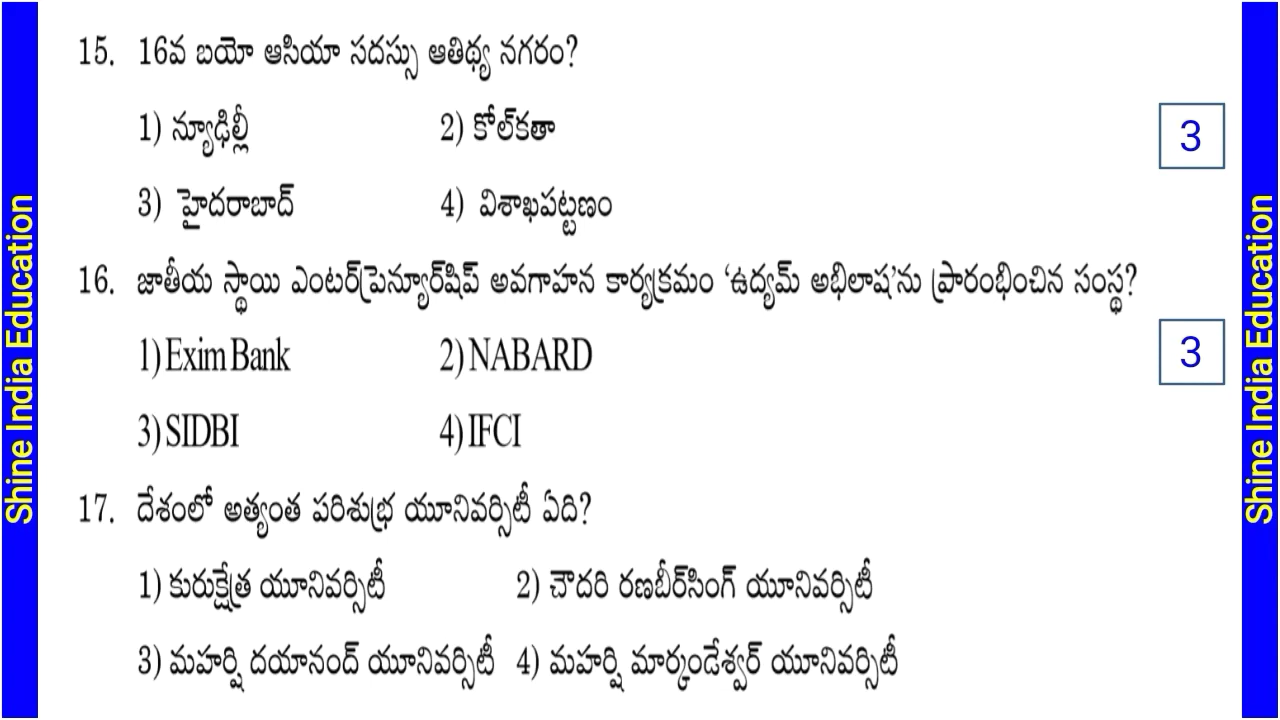 Shine India Education
15. 16వ బయో ఆసియా సదస్సు ఆతిథ్య నగరం?
1) న్యూఢిల్లీ 2) కోల్‌కతా
3
3) హైదరాబాద్ 4) విశాఖపట్టణం
16. జాతీయ స్థాయి ఎంటర్‌ప్రెన్యూర్‌షిప్ అవగాహన కార్యక్రమం ‘ఉద్యమ్ అభిలాష’ను ప్రారంభించిన సంస్థ?
1) Exim Bank 2) NABARD
3
3) SIDBI 4) IFCI
17. దేశంలో అత్యంత పరిశుభ్ర యూనివర్సిటీ ఏది?
1) కురుక్షేత్ర యూనివర్సిటీ 2) చౌదరి రణబీర్‌సింగ్ యూనివర్సిటీ
3) మహర్షి దయానంద్ యూనివర్సిటీ 4) మహర్షి మార్కండేశ్వర్ యూనివర్సిటీ
Shine India Education